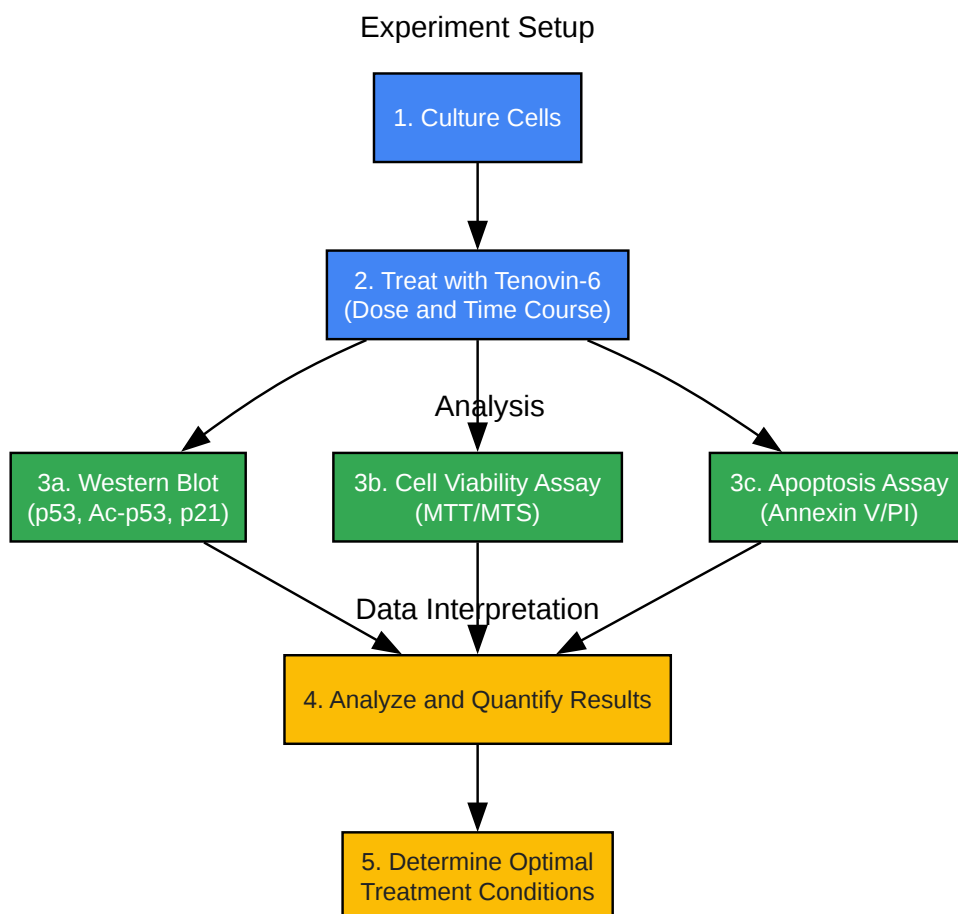 Experiment Setup
1. Culture Cells
2. Treat with Tenovin-6
(Dose and Time Course)
Analysis
3a. Western Blot
(p53, Ac-p53, p21)
3b. Cell Viability Assay
(MTT/MTS)
3c. Apoptosis Assay
(Annexin V/PI)
Data Interpretation
4. Analyze and Quantify Results
5. Determine Optimal
Treatment Conditions